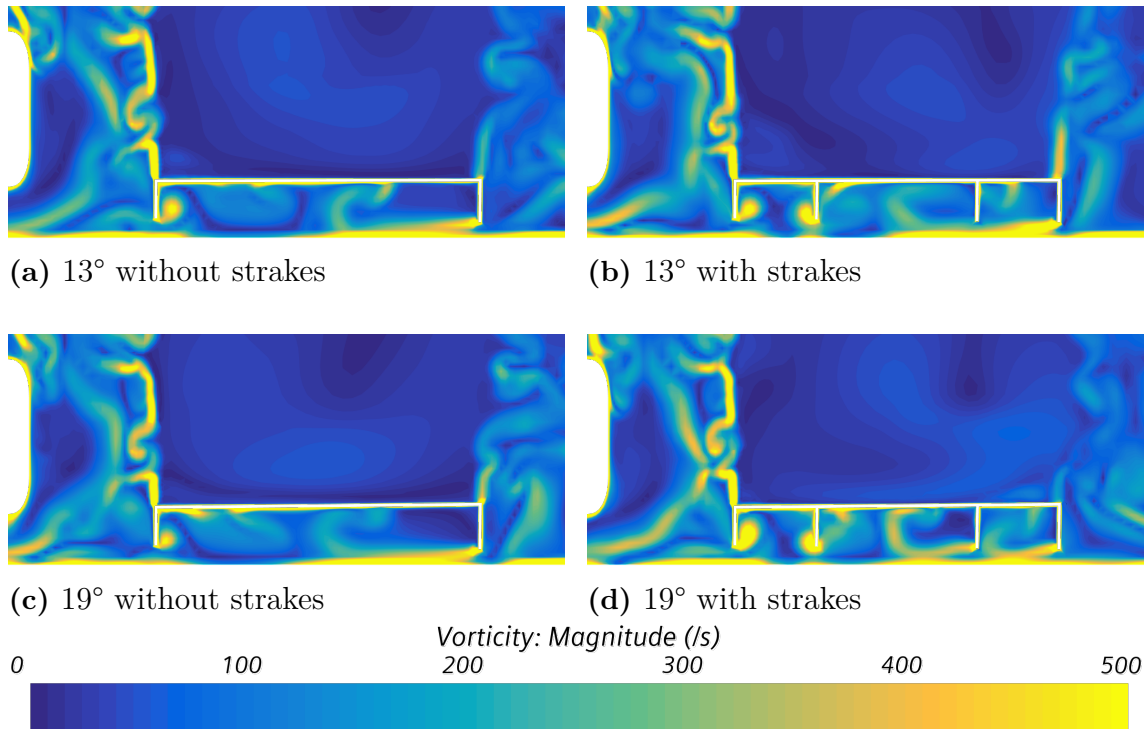 (a) 13° without strakes
(b) 13° with strakes
(c) 19° without strakes
(d) 19° with strakes
Vorticity: Magnitude (/s)
0 100 200 300 400 500